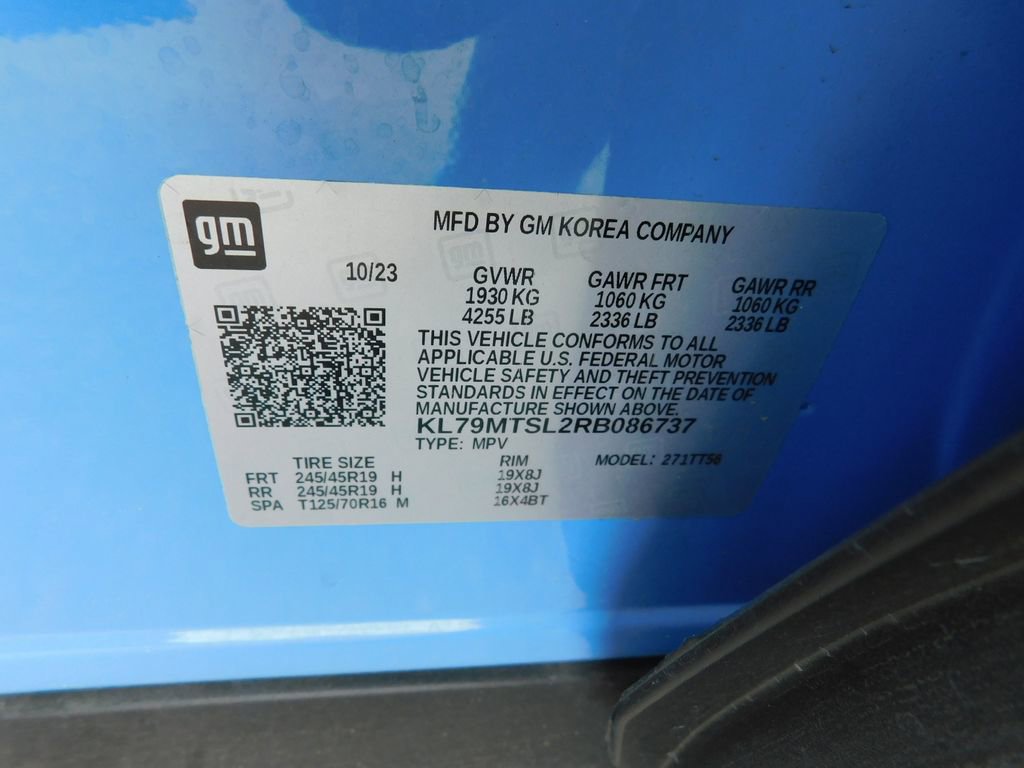 gm
MFD BY GM KOREA COMPANY
10/23 GVWR GAWR FRT GAWR RR
1930 KG 1060 KG 1060 KG
4255 LB 2336 LB 2336 LB
THIS VEHICLE CONFORMS TO ALL
APPLICABLE U.S. FEDERAL MOTOR
VEHICLE SAFETY AND THEFT PREVENTION
STANDARDS IN EFFECT ON THE DATE OF
MANUFACTURE SHOWN ABOVE.
KL79MTSL2RB086737
TYPE: MPV
TIRE SIZE RIM MODEL: 271TT56
FRT 245/45R19 H 19X8J
RR 245/45R19 H 19X8J
SPA T125/70R16 M 16X4BT